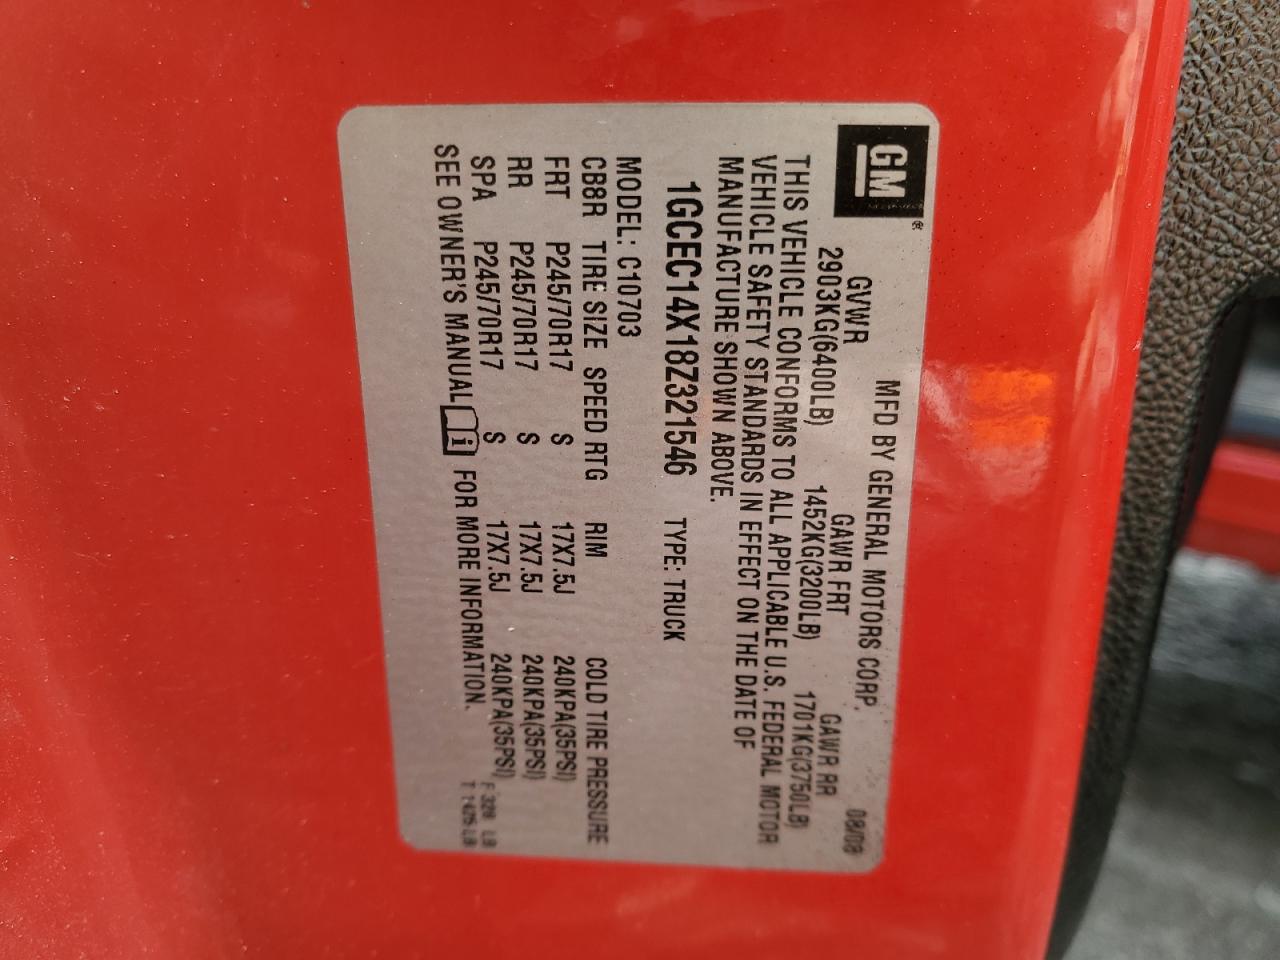 GM®
MFD BY GENERAL MOTORS CORP. 08/08
GVWR GAWR FRT GAWR RR
2903KG(6400LB) 1452KG(3200LB) 1701KG(3750LB)
THIS VEHICLE CONFORMS TO ALL APPLICABLE U.S. FEDERAL MOTOR
VEHICLE SAFETY STANDARDS IN EFFECT ON THE DATE OF
MANUFACTURE SHOWN ABOVE.
1GCEC14X18Z321546 TYPE: TRUCK
MODEL: C10703
CB8R TIRE SIZE SPEED RTG RIM COLD TIRE PRESSURE
FRT P245/70R17 S 17X7.5J 240KPA(35PSI)
RR P245/70R17 S 17X7.5J 240KPA(35PSI)
SPA P245/70R17 S 17X7.5J 240KPA(35PSI)
SEE OWNER'S MANUAL i FOR MORE INFORMATION.
F 328 LB
T LB